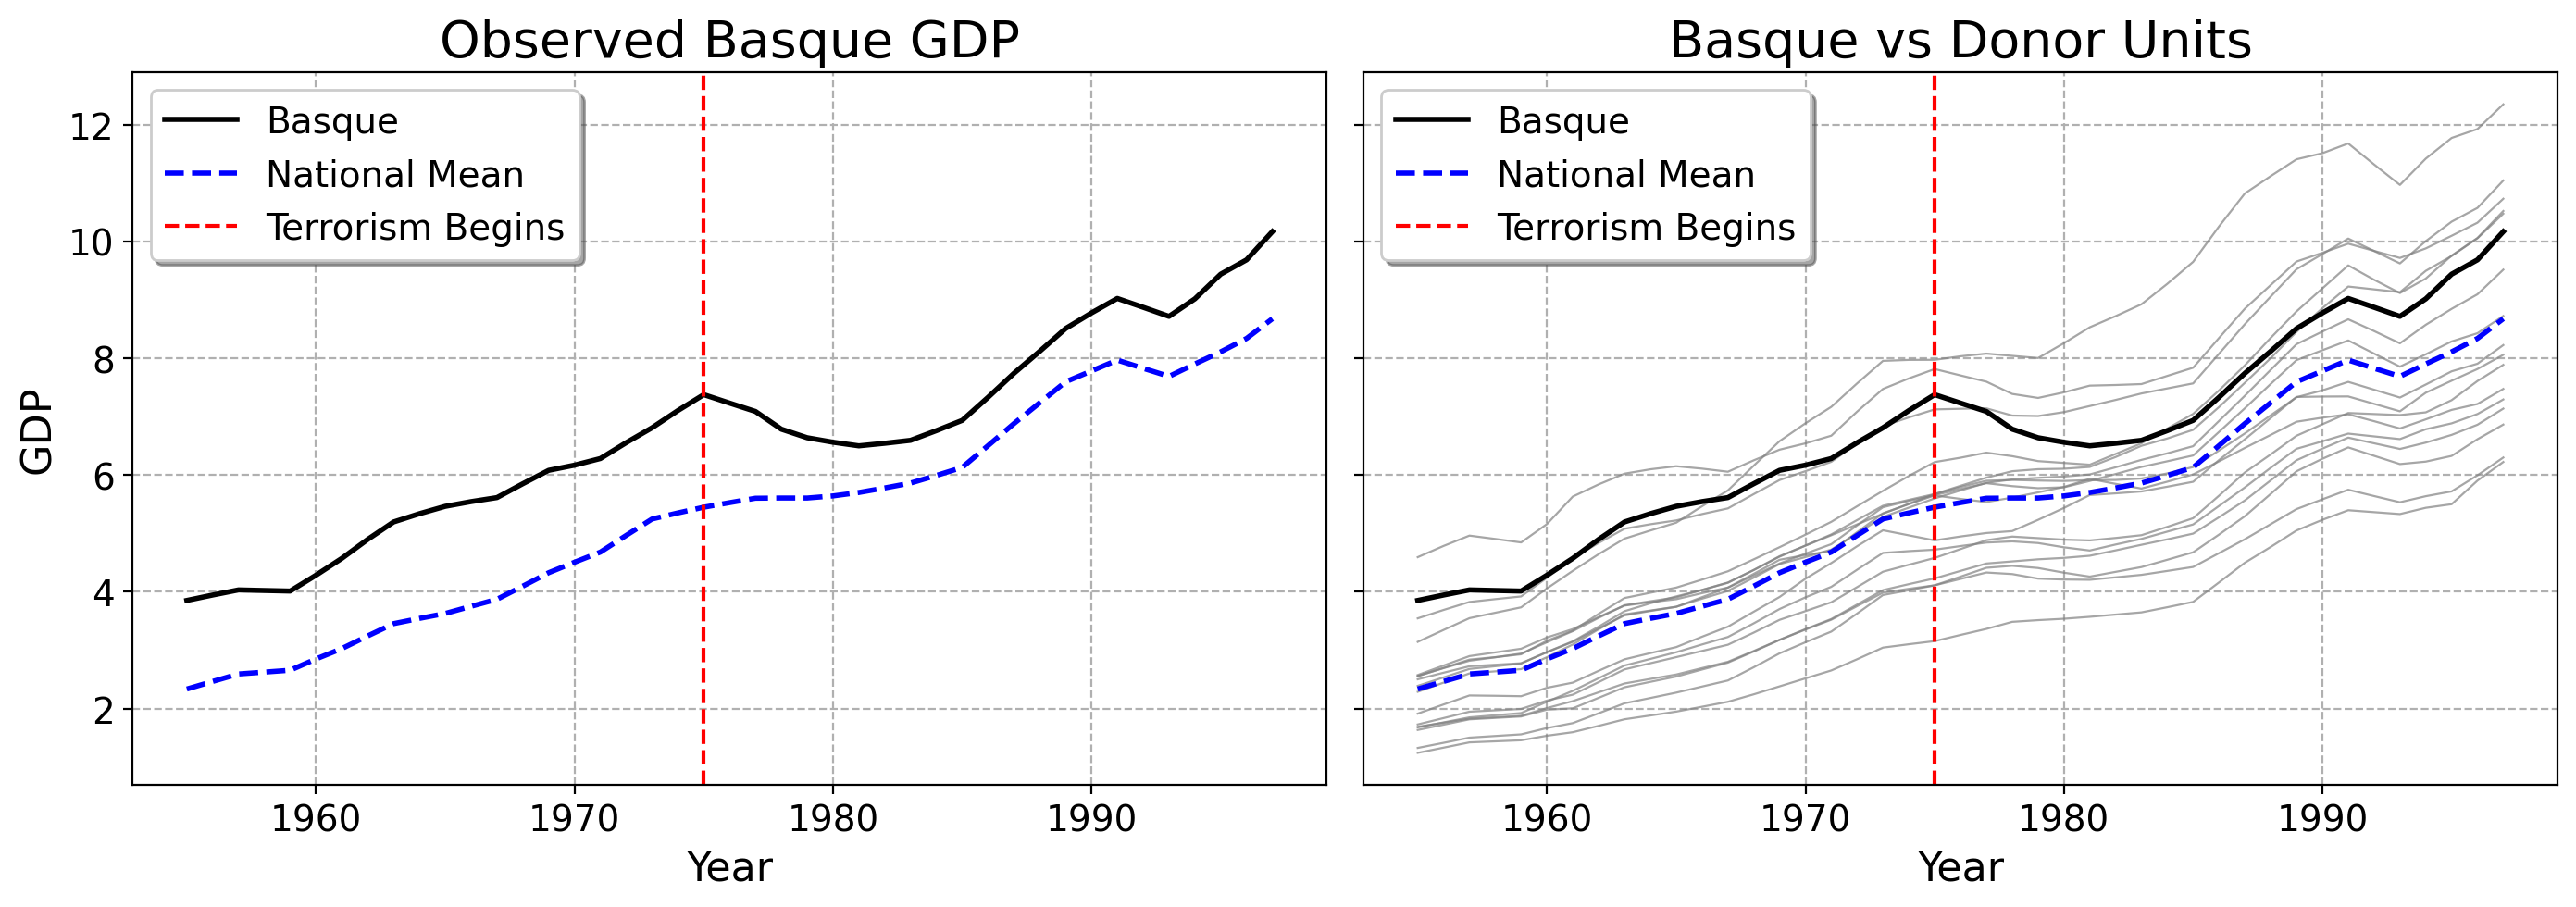 Observed Basque GDP
Basque
National Mean
Terrorism Begins
12
10
8
6
4
2
GDP
1960 1970 1980 1990
Year
Basque vs Donor Units
Basque
National Mean
Terrorism Begins
1960 1970 1980 1990
Year